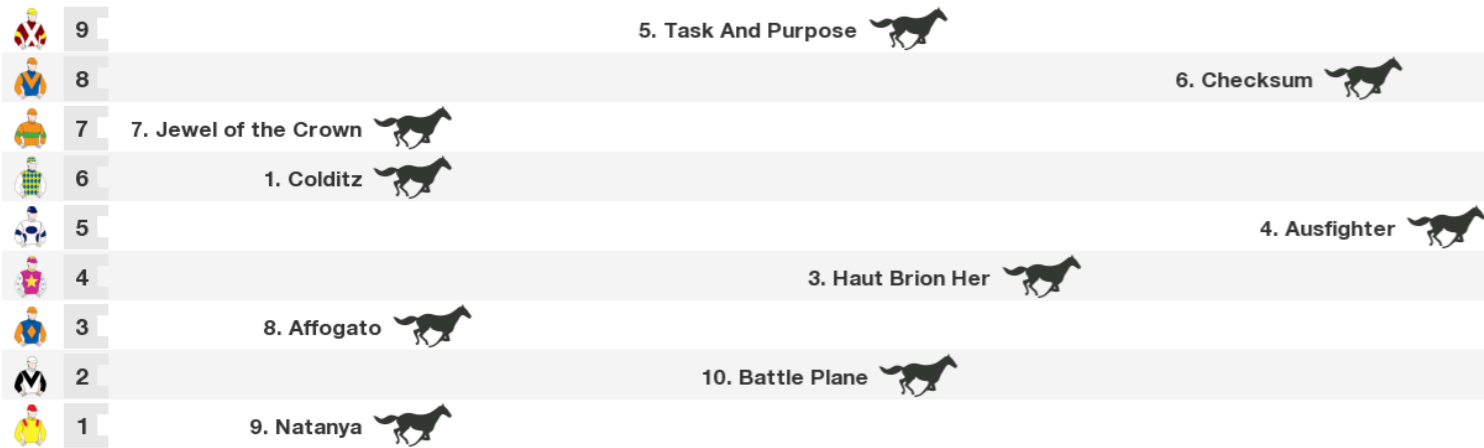 9 5. Task And Purpose
8 6. Checksum
7 7. Jewel of the Crown
6 1. Colditz
5 4. Ausfighter
4 3. Haut Brion Her
3 8. Affogato
2 10. Battle Plane
1 9. Natanya